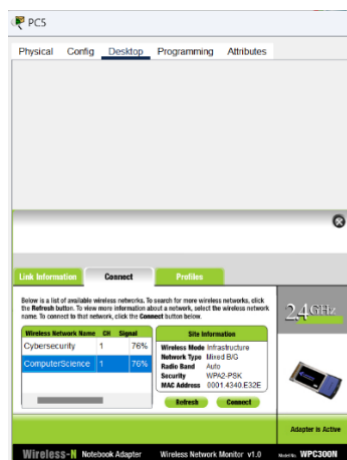 PC5
Physical Config Desktop Programming Attributes
Link Information Connect Profiles
Below is a list of available wireless networks. To search for more wireless networks, click
the Refresh button. To view more information about a network, select the wireless network
name. To connect to that network, click the Connect button below.
2.4GHz
Wireless Network Name CH Signal
Cybersecurity 1 76%
ComputerScience 1 76%
Site Information
Wireless Mode Infrastructure
Network Type Mixed B/G
Radio Band Auto
Security WPA2-PSK
MAC Address 0001.4340.E32E
Refresh Connect
Adapter is Active
Wireless-N Notebook Adapter Wireless Network Monitor v1.0 Model No. WPC300N